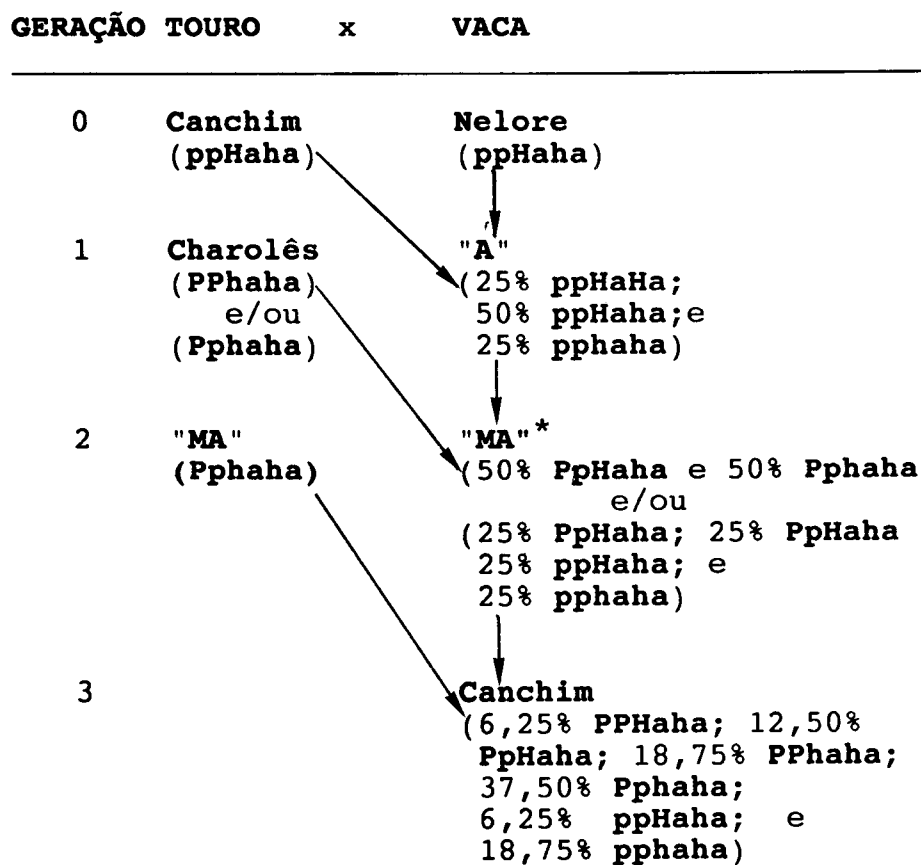 GERAÇÃO TOURO x VACA
0 Canchim Nelore
(ppHaha) (ppHaha)
1 Charolês "A"
(PPhaha) (25% ppHaHa;
e/ou 50% ppHaha;e
(Pphaha) 25% pphaha)
2 "MA" "MA"*
(Pphaha) (50% PpHaha e 50% Pphaha
e/ou
(25% PpHaha; 25% PpHaha
25% ppHaha; e
25% pphaha)
3 Canchim
(6,25% PPHaha; 12,50%
PpHaha; 18,75% PPhaha;
37,50% Pphaha;
6,25% ppHaha; e
18,75% pphaha)